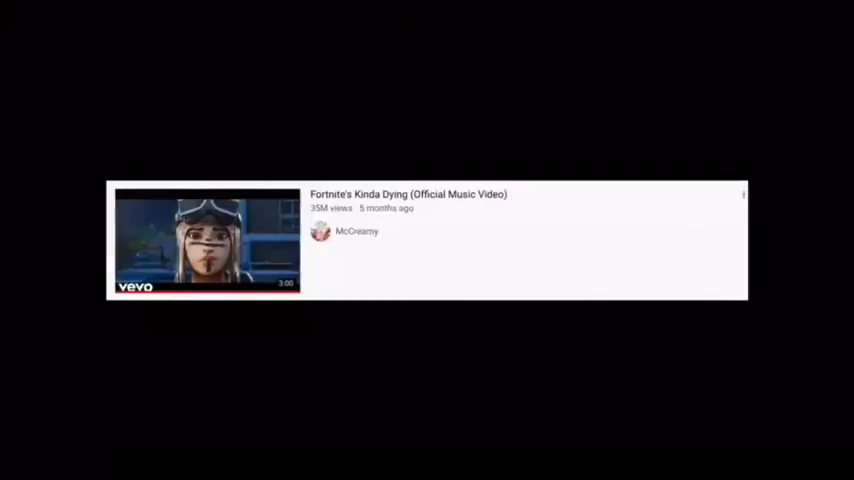 Fortnite's Kinda Dying (Official Music Video)
35M views 5 months ago
McCreamy
vevo
3:00